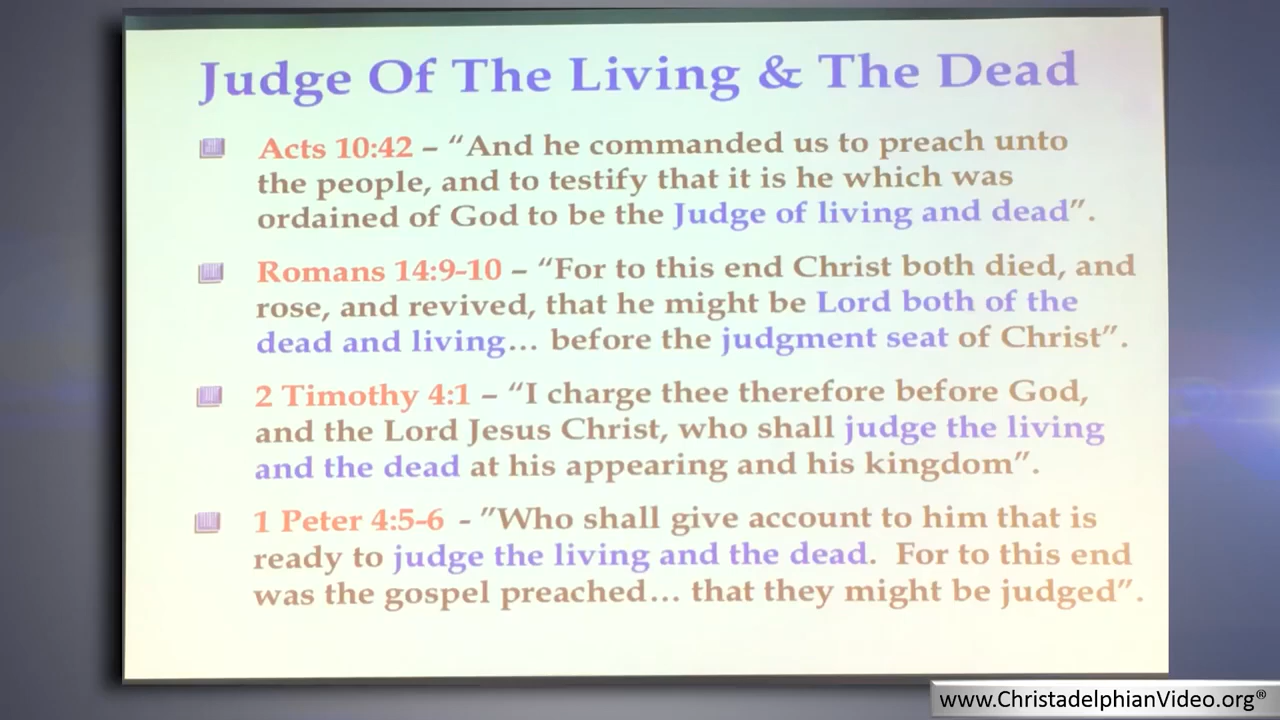 Judge Of The Living & The Dead
Acts 10:42 – “And he commanded us to preach unto
the people, and to testify that it is he which was
ordained of God to be the Judge of living and dead”.
Romans 14:9-10 – “For to this end Christ both died, and
rose, and revived, that he might be Lord both of the
dead and living… before the judgment seat of Christ”.
2 Timothy 4:1 – “I charge thee therefore before God,
and the Lord Jesus Christ, who shall judge the living
and the dead at his appearing and his kingdom”.
1 Peter 4:5-6 - ”Who shall give account to him that is
ready to judge the living and the dead. For to this end
was the gospel preached… that they might be judged”.
www.ChristadelphianVideo.org®